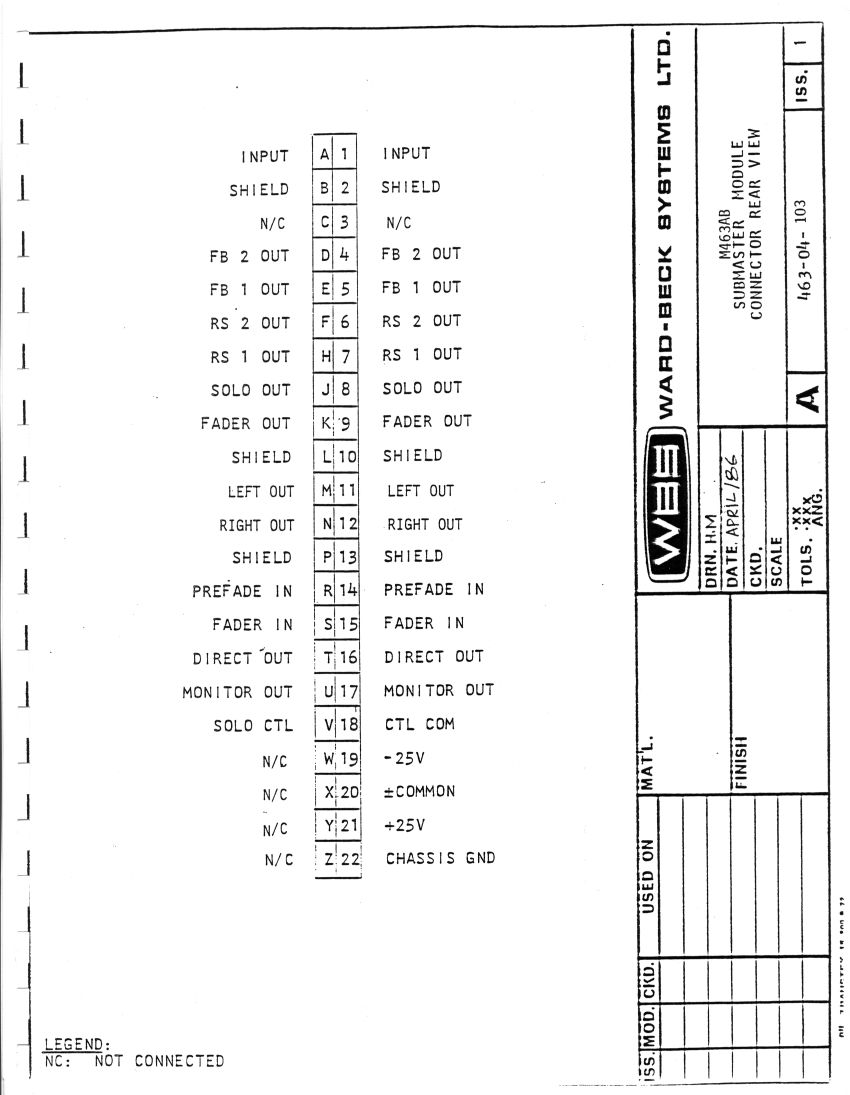 INPUT A 1 INPUT
SHIELD B 2 SHIELD
N/C C 3 N/C
FB 2 OUT D 4 FB 2 OUT
FB 1 OUT E 5 FB 1 OUT
RS 2 OUT F 6 RS 2 OUT
RS 1 OUT H 7 RS 1 OUT
SOLO OUT J 8 SOLO OUT
FADER OUT K 9 FADER OUT
SHIELD L 10 SHIELD
LEFT OUT M 11 LEFT OUT
RIGHT OUT N 12 RIGHT OUT
SHIELD P 13 SHIELD
PREFADE IN R 14 PREFADE IN
FADER IN S 15 FADER IN
DIRECT OUT T 16 DIRECT OUT
MONITOR OUT U 17 MONITOR OUT
SOLO CTL V 18 CTL COM
N/C W 19 -25V
N/C X 20 ±COMMON
N/C Y 21 +25V
N/C Z 22 CHASSIS GND
LEGEND:
NC: NOT CONNECTED
WBS WARD-BECK SYSTEMS LTD.
M463AB
SUBMASTER MODULE
CONNECTOR REAR VIEW
A 463-04-103 ISS. 1
DRN. H.M
DATE. APRIL/86
CKD.
SCALE
TOLS. .XX
.XXX
ANG.
MAT'L.
FINISH
USED ON
ISS. MOD. CKD.